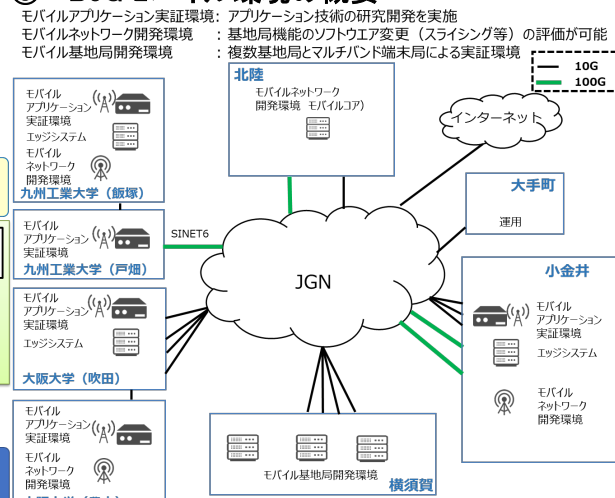 モバイルアプリケーション実証環境: アプリケーション技術の研究開発を実施
モバイルネットワーク開発環境 : 基地局機能のソフトウエア変更（スライシング等）の評価が可能
モバイル基地局開発環境 : 複数基地局とマルチバンド端末局による実証環境
10G
100G
北陸
モバイルネットワーク
開発環境 モバイルコア)
インターネット
大手町
運用
モバイル
アプリケーション
実証環境
エッジシステム
モバイル
ネットワーク
開発環境
九州工業大学（飯塚）
モバイル
アプリケーション
実証環境
九州工業大学（戸畑）
SINET6
JGN
モバイル
アプリケーション
実証環境
エッジシステム
大阪大学（吹田）
モバイル
アプリケーション
実証環境
モバイル
ネットワーク
開発環境
小金井
モバイル
アプリケーション
実証環境
エッジシステム
モバイル
ネットワーク
開発環境
モバイル基地局開発環境
横須賀